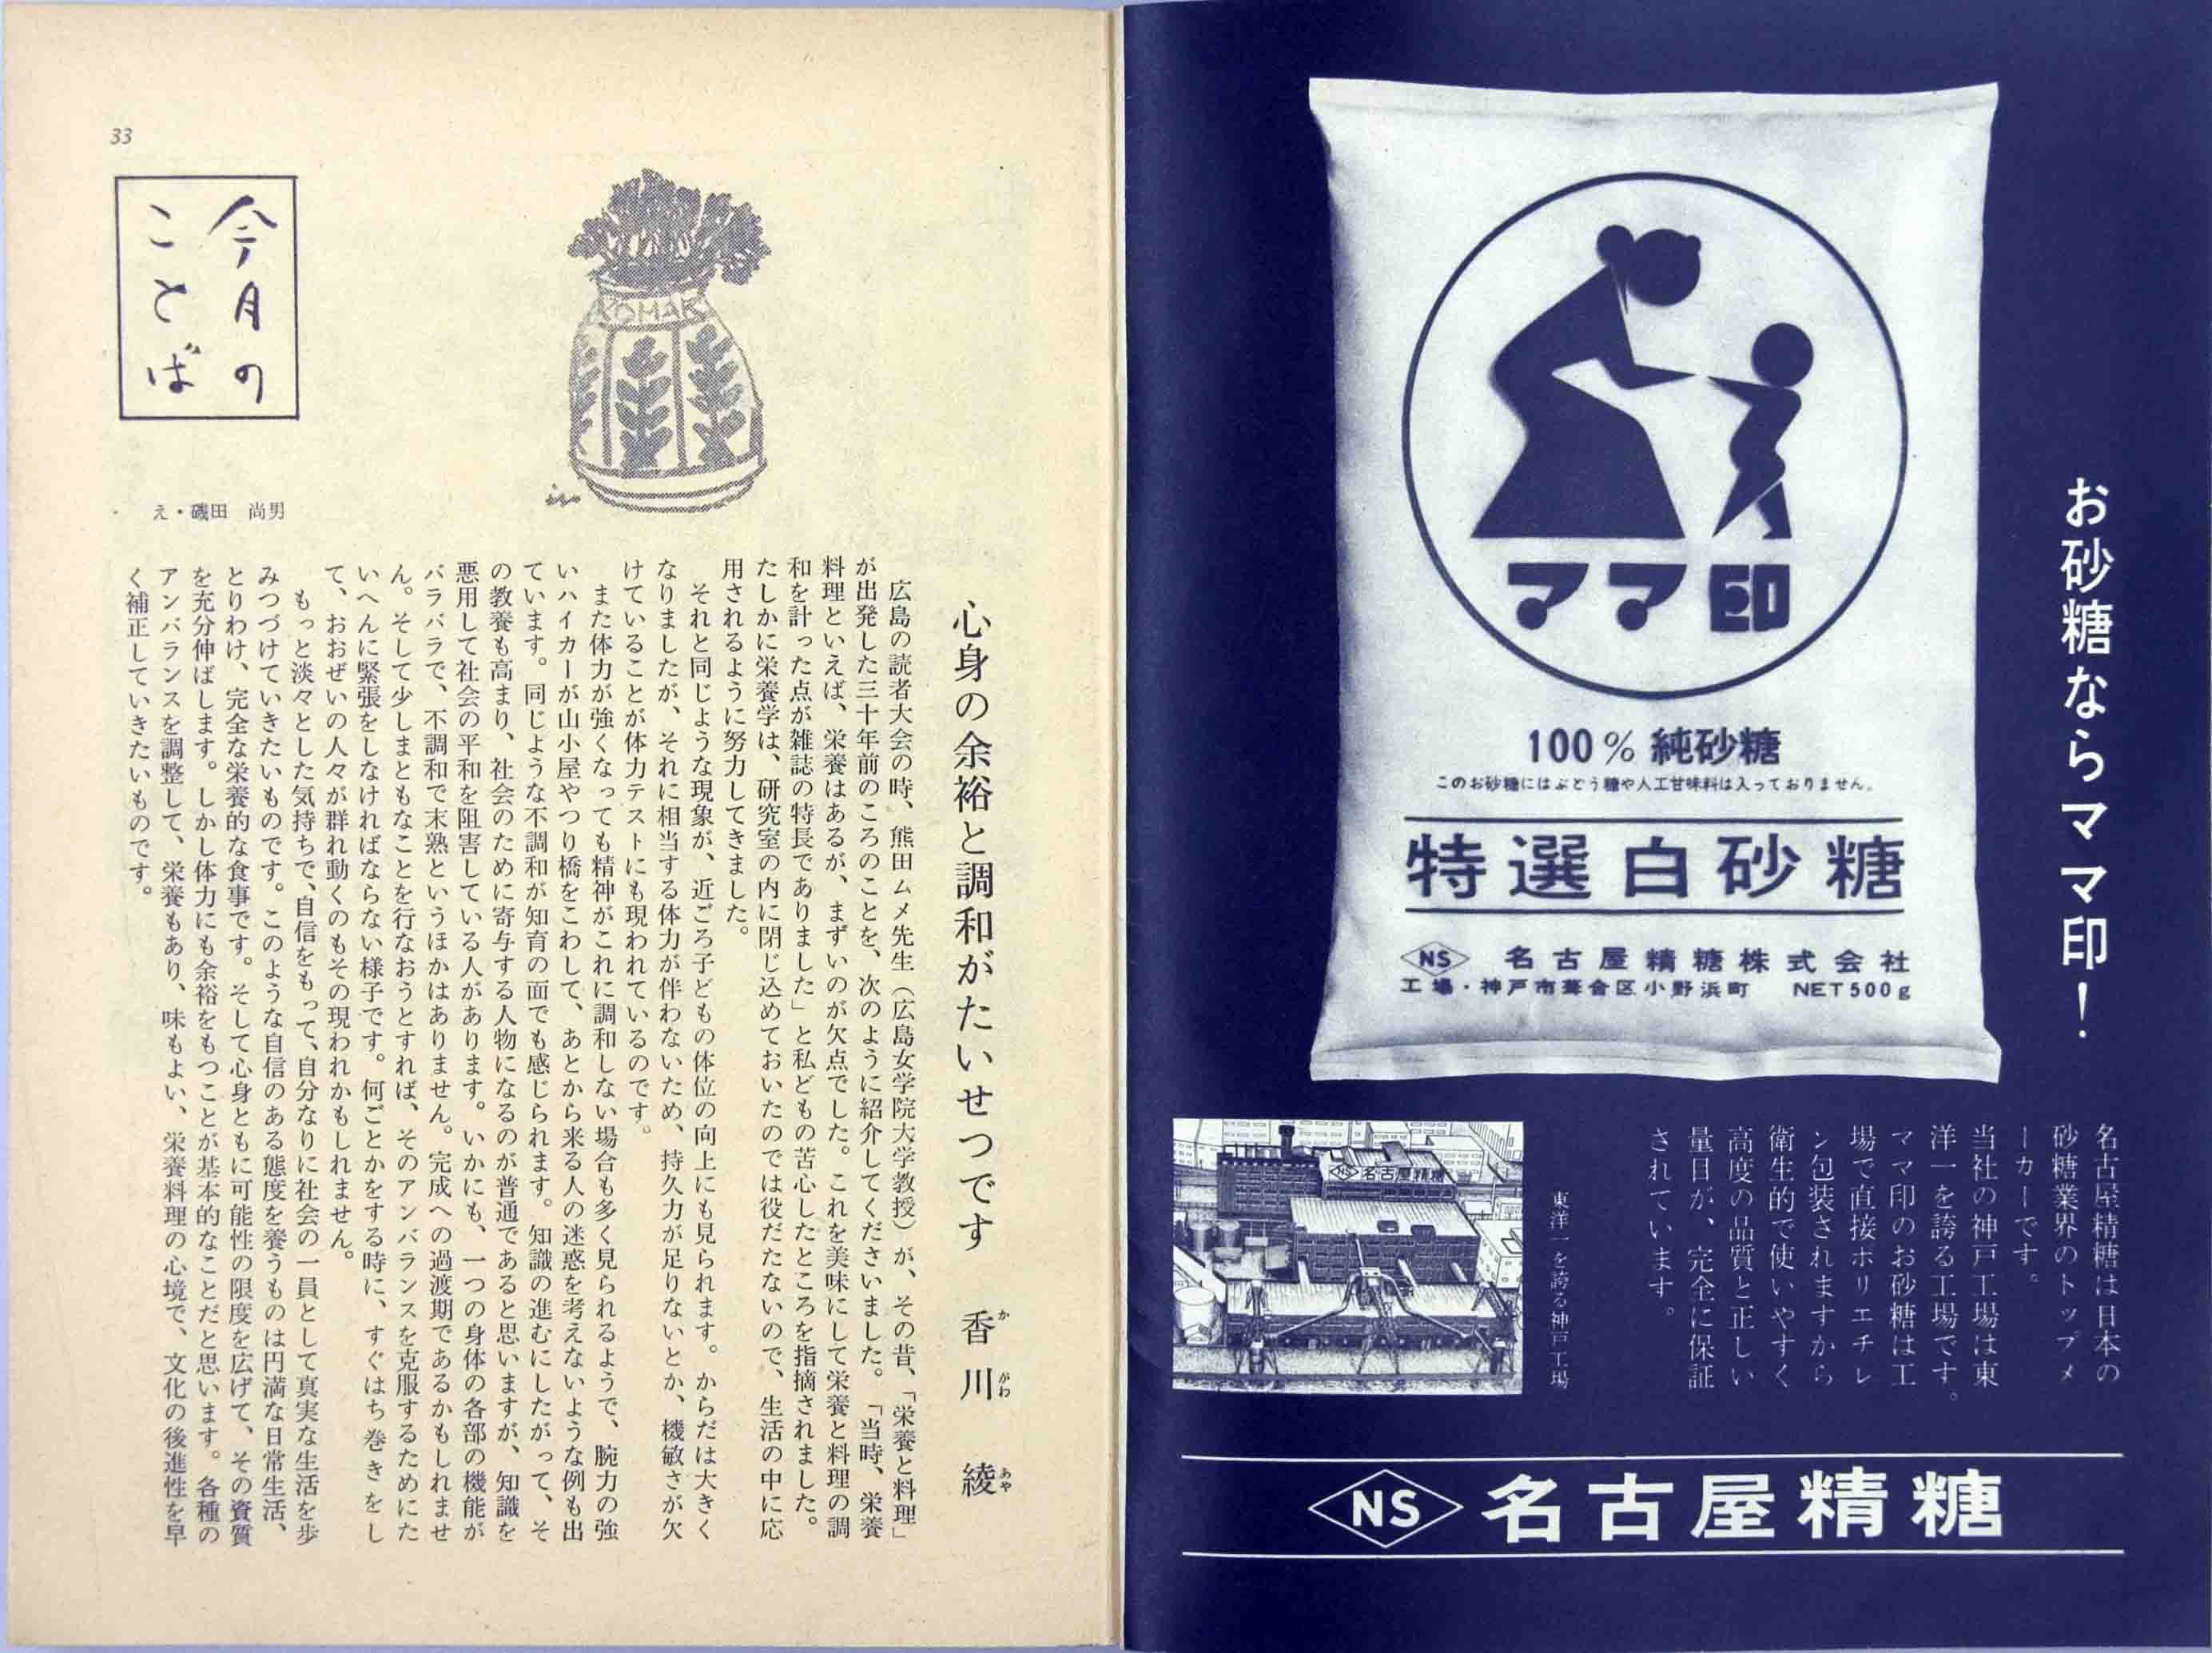 お砂糖ならママ印！
ママ印
100％純砂糖
このお砂糖にはぶどう糖や人工甘味料は入っておりません。
特選白砂糖
NS 名古屋精糖株式会社
工場・神戸市葺合区小野浜町 NET500g
名古屋精糖は日本の
砂糖業界のトップメ
ーカーです。
当社の神戸工場は東
洋一を誇る工場です。
ママ印のお砂糖は工
場で直接ポリエチレ
ン包装されますから
衛生的で使いやすく
高度の品質と正しい
量目が、完全に保証
されています。
東洋一を誇る神戸工場
NS 名古屋精糖
NS 名古屋精糖
33
今月の
ことば
え・磯田 尚男
KOMAK
iso
心身の余裕と調和がたいせつです 香川 綾
か がわ あや
広島の読者大会の時、熊田ムメ先生（広島女学院大学教授）が、その昔、「栄養と料理」
が出発した三十年前のころのことを、次のように紹介してくださいました。「当時、栄養
料理といえば、栄養はあるが、まずいのが欠点でした。これを美味にして栄養と料理の調
和を計った点が雑誌の特長でありました」と私どもの苦心したところを指摘されました。
たしかに栄養学は、研究室の内に閉じ込めておいたのでは役だたないので、生活の中に応
用されるように努力してきました。
それと同じような現象が、近ごろ子どもの体位の向上にも見られます。からだは大きく
なりましたが、それに相当する体力が伴わないため、持久力が足りないとか、機敏さが欠
けていることが体力テストにも現われているのです。
また体力が強くなっても精神がこれに調和しない場合も多く見られるようで、腕力の強
いハイカーが山小屋やつり橋をこわして、あとから来る人の迷惑を考えないような例も出
ています。同じような不調和が知育の面でも感じられます。知識の進むにしたがって、そ
の教養も高まり、社会のために寄与する人物になるのが普通であると思いますが、知識を
悪用して社会の平和を阻害している人があります。いかにも、一つの身体の各部の機能が
バラバラで、不調和で末熟というほかはありません。完成への過渡期であるかもしれませ
ん。そして少しまともなことを行なおうとすれば、そのアンバランスを克服するためにた
いへんに緊張をしなければならない様子です。何ごとかをする時に、すぐはち巻きをし
て、おおぜいの人々が群れ動くのもその現われかもしれません。
もっと淡々とした気持ちで、自信をもって、自分なりに社会の一員として真実な生活を歩
みつづけていきたいものです。このような自信のある態度を養うものは円満な日常生活、
とりわけ、完全な栄養的な食事です。そして心身ともに可能性の限度を広げて、その資質
を充分伸ばします。しかし体力にも余裕をもつことが基本的なことだと思います。各種の
アンバランスを調整して、栄養もあり、味もよい、栄養料理の心境で、文化の後進性を早
く補正していきたいものです。